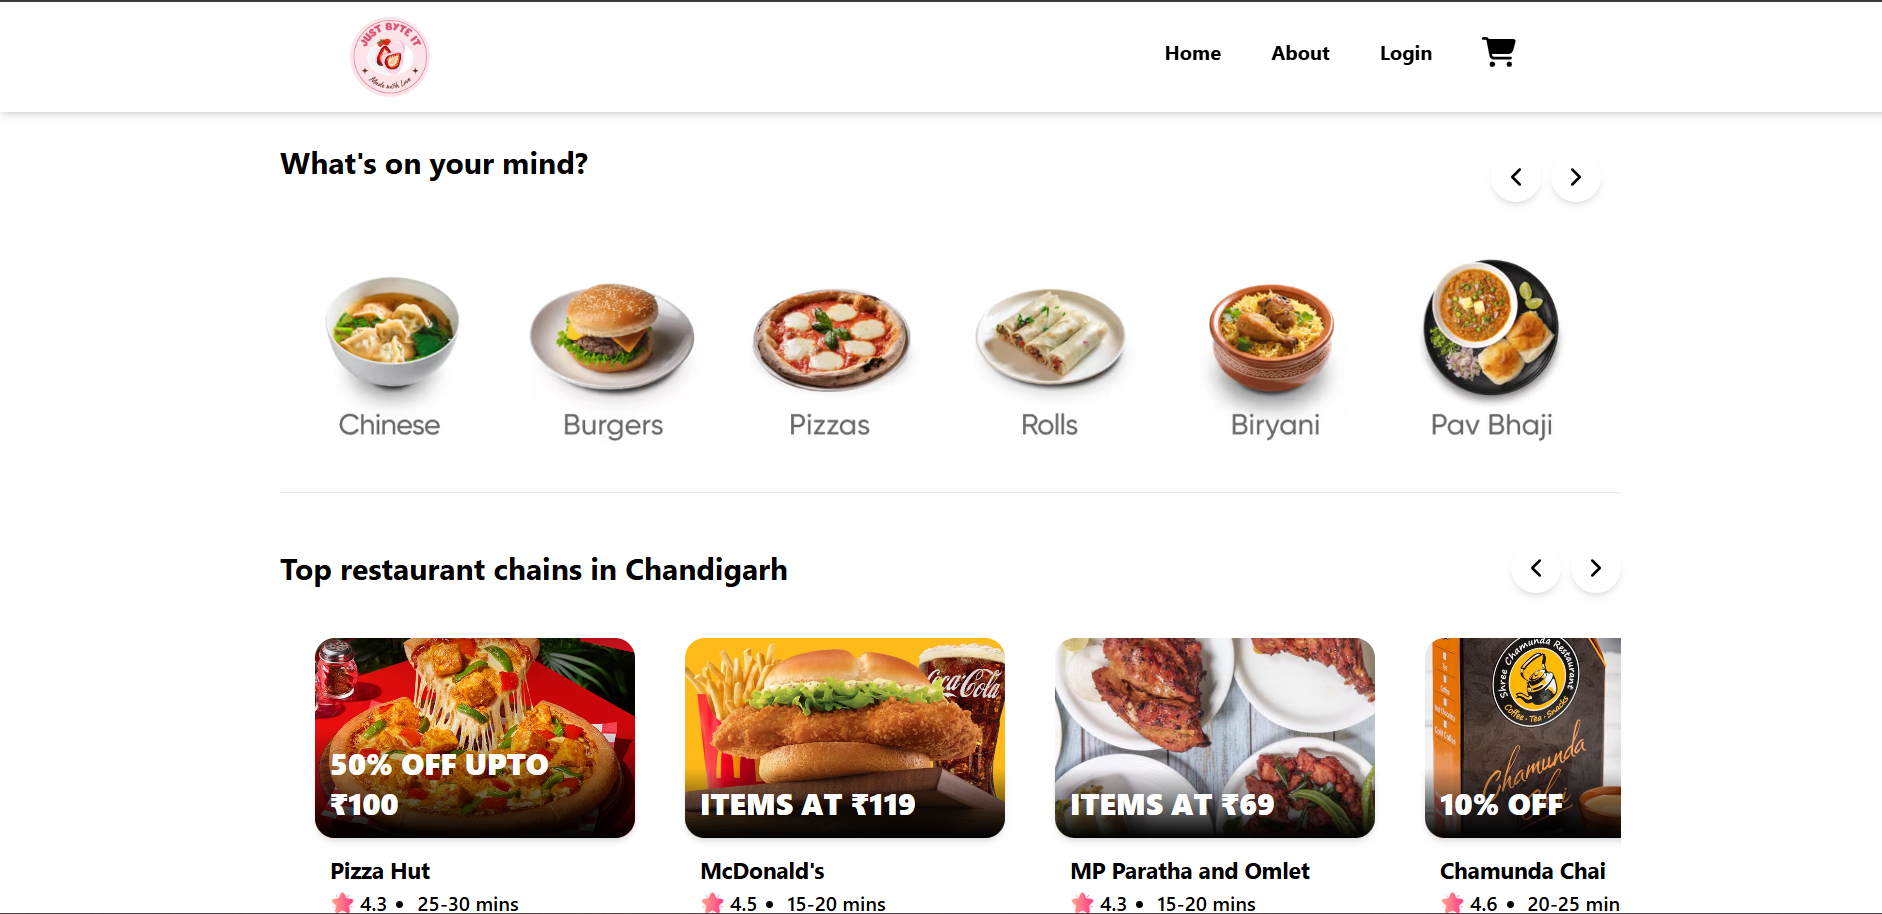 JUST BYTE IT
Made with Love
Home
About
Login
What's on your mind?
Chinese
Burgers
Pizzas
Rolls
Biryani
Pav Bhaji
Top restaurant chains in Chandigarh
50% OFF UPTO
₹100
Coca-Cola
ITEMS AT ₹119
ITEMS AT ₹69
Shree Chamunda Restaurant
Coffee · Tea · Snacks
Chamunda
10% OFF
Pizza Hut
4.3 • 25-30 mins
McDonald's
4.5 • 15-20 mins
MP Paratha and Omlet
4.3 • 15-20 mins
Chamunda Chai
4.6 • 20-25 min